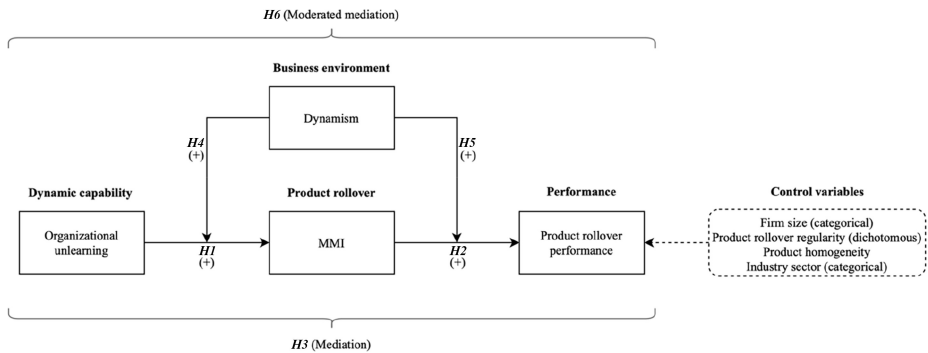 H6 (Moderated mediation)
Business environment
Dynamism
H4
(+)
H5
(+)
Dynamic capability
Product rollover
Performance
Control variables
Organizational
unlearning
H1
(+)
MMI
H2
(+)
Product rollover
performance
Firm size (categorical)
Product rollover regularity (dichotomous)
Product homogeneity
Industry sector (categorical)
H3 (Mediation)